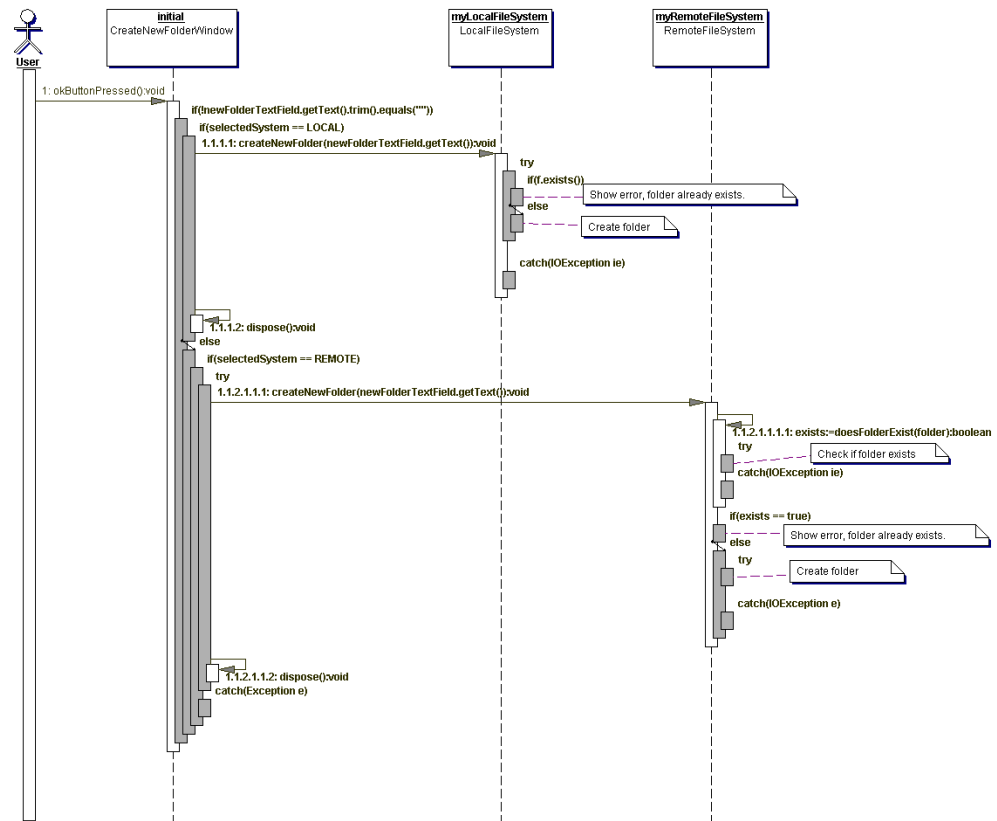 initial
CreateNewFolderWindow
myLocalFileSystem
LocalFileSystem
myRemoteFileSystem
RemoteFileSystem
User
1: okButtonPressed():void
if(!newFolderTextField.getText().trim().equals(""))
if(selectedSystem == LOCAL)
1.1.1.1: createNewFolder(newFolderTextField.getText()):void
try
if(f.exists())
Show error, folder already exists.
else
Create folder
catch(IOException ie)
1.1.1.2: dispose():void
else
if(selectedSystem == REMOTE)
try
1.1.2.1.1.1: createNewFolder(newFolderTextField.getText()):void
1.1.2.1.1.1.1: exists:=doesFolderExist(folder):boolean
try
Check if folder exists
catch(IOException ie)
if(exists == true)
Show error, folder already exists.
else
try
Create folder
catch(IOException e)
1.1.2.1.1.2: dispose():void
catch(Exception e)